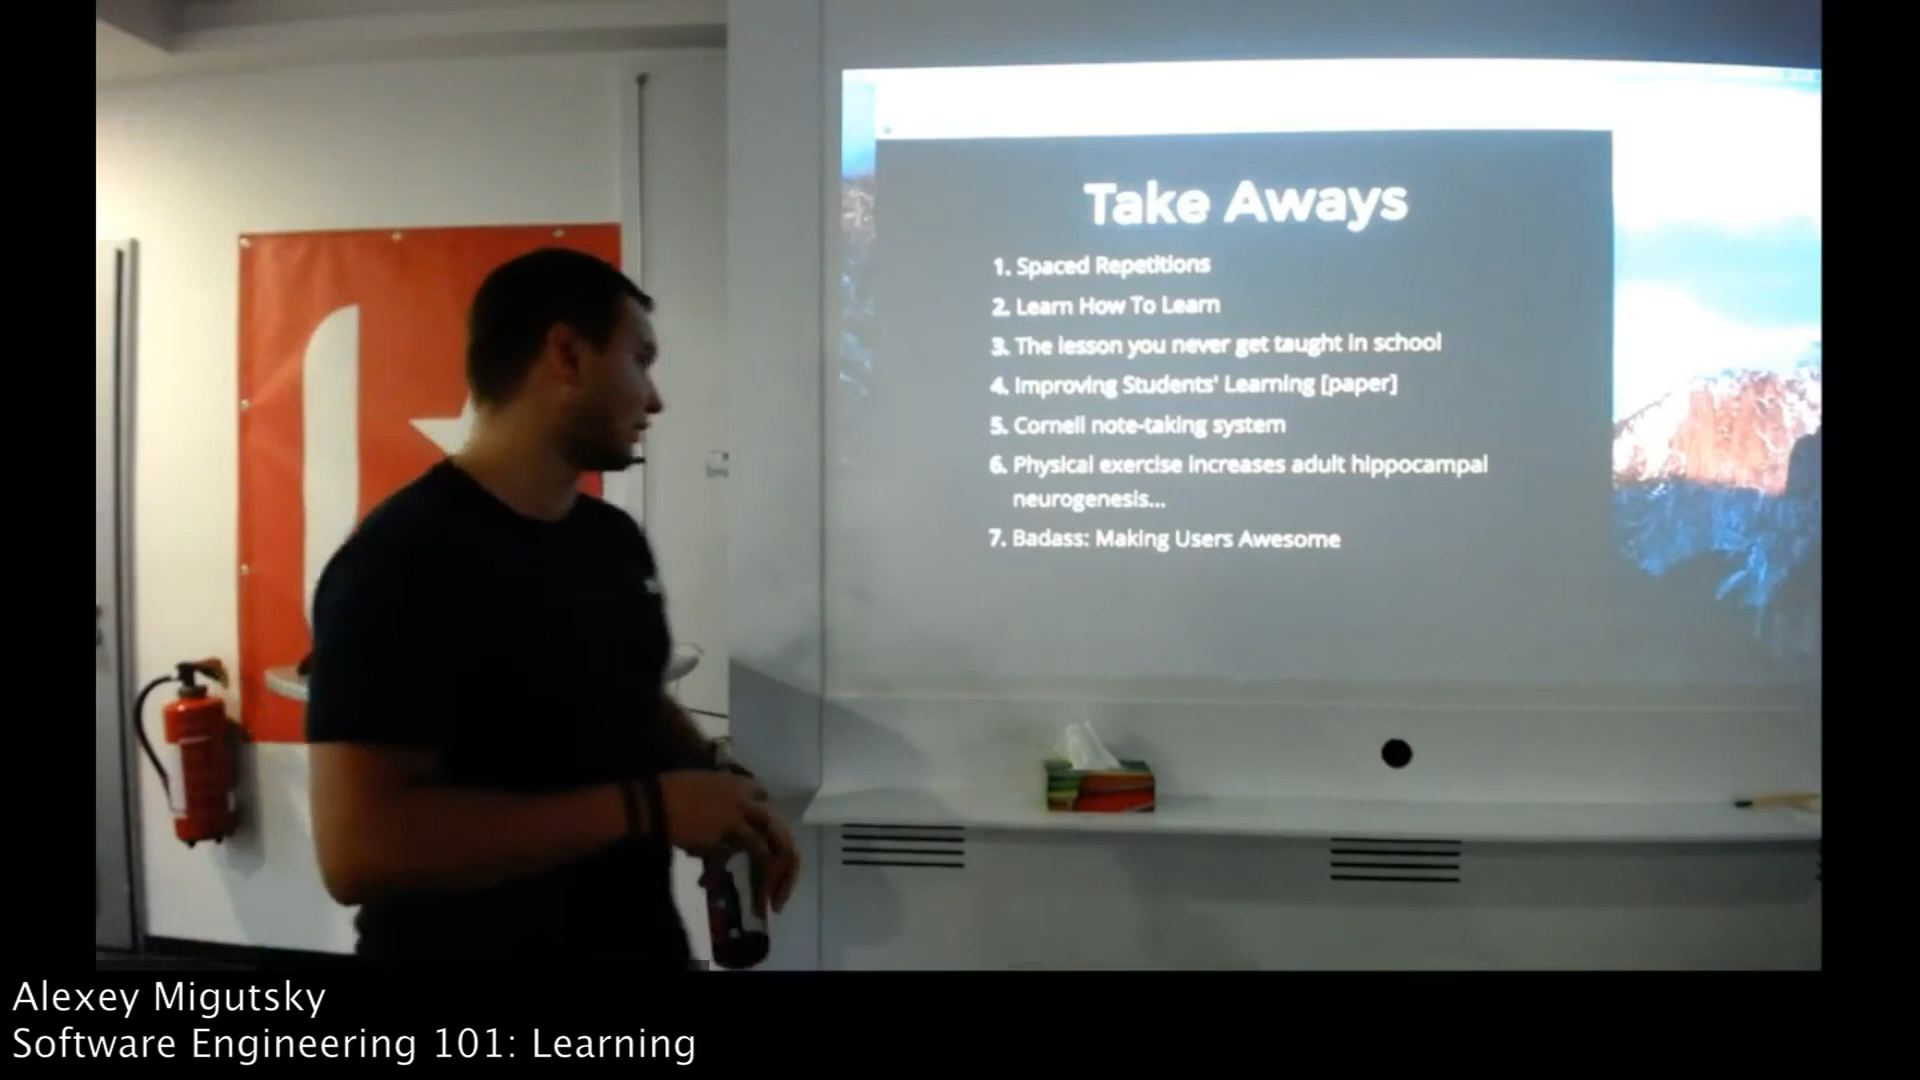 Take Aways
1. Spaced Repetitions
2. Learn How To Learn
3. The lesson you never get taught in school
4. Improving Students' Learning [paper]
5. Cornell note-taking system
6. Physical exercise increases adult hippocampal
neurogenesis...
7. Badass: Making Users Awesome
Alexey Migutsky
Software Engineering 101: Learning